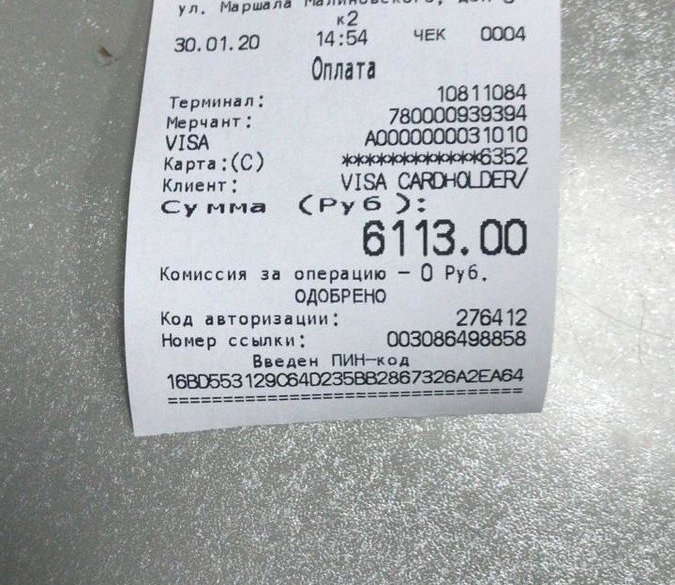 ул. Маршала Малиновского, дом
к2
30.01.20 14:54 ЧЕК 0004
Оплата
Терминал: 10811084
Мерчант: 780000939394
VISA A0000000031010
Карта:(C) ************6352
Клиент: VISA CARDHOLDER/
Сумма (Руб):
6113.00
Комиссия за операцию – 0 Руб.
ОДОБРЕНО
Код авторизации: 276412
Номер ссылки: 003086498858
Введен ПИН-код
16BD553129C64D235BB2867326A2EA64
==================================